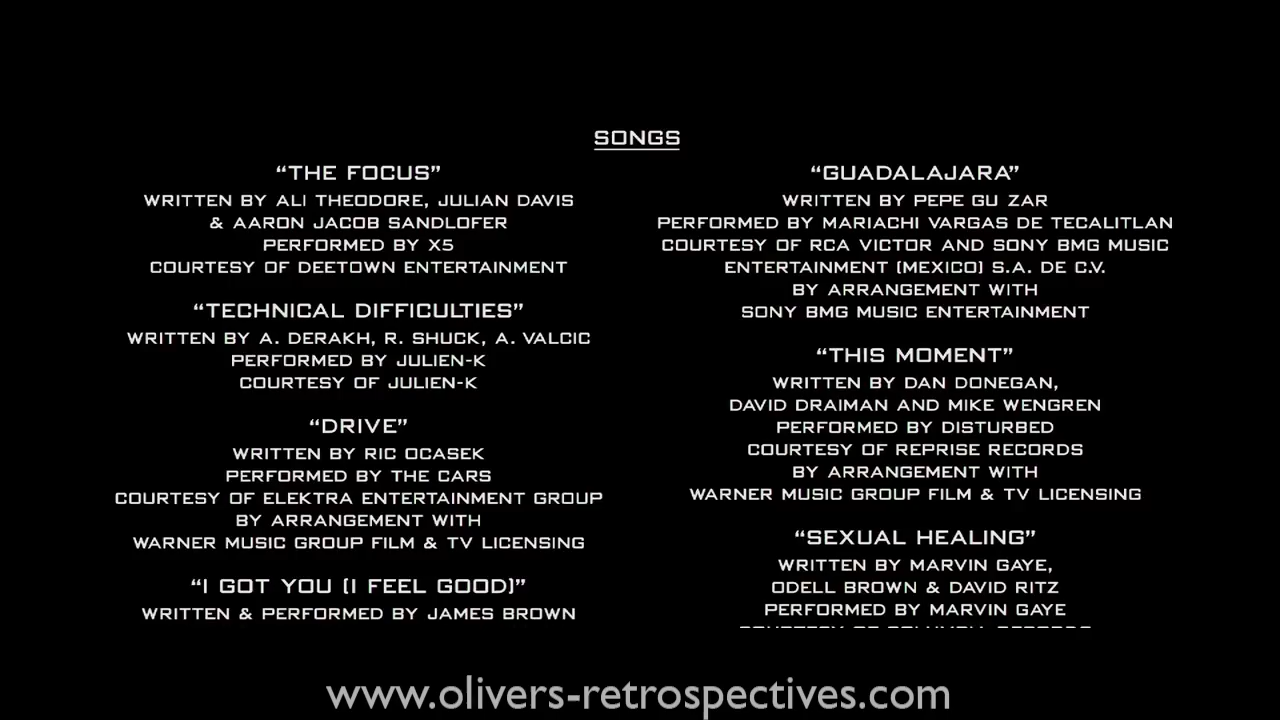 SONGS
“THE FOCUS”
WRITTEN BY ALI THEODORE, JULIAN DAVIS
& AARON JACOB SANDLOFER
PERFORMED BY X5
COURTESY OF DEETOWN ENTERTAINMENT
“TECHNICAL DIFFICULTIES”
WRITTEN BY A. DERAKH, R. SHUCK, A. VALCIC
PERFORMED BY JULIEN-K
COURTESY OF JULIEN-K
“DRIVE”
WRITTEN BY RIC OCASEK
PERFORMED BY THE CARS
COURTESY OF ELEKTRA ENTERTAINMENT GROUP
BY ARRANGEMENT WITH
WARNER MUSIC GROUP FILM & TV LICENSING
“I GOT YOU (I FEEL GOOD)”
WRITTEN & PERFORMED BY JAMES BROWN
“GUADALAJARA”
WRITTEN BY PEPE GU ZAR
PERFORMED BY MARIACHI VARGAS DE TECALITLAN
COURTESY OF RCA VICTOR AND SONY BMG MUSIC
ENTERTAINMENT (MEXICO) S.A. DE C.V.
BY ARRANGEMENT WITH
SONY BMG MUSIC ENTERTAINMENT
“THIS MOMENT”
WRITTEN BY DAN DONEGAN,
DAVID DRAIMAN AND MIKE WENGREN
PERFORMED BY DISTURBED
COURTESY OF REPRISE RECORDS
BY ARRANGEMENT WITH
WARNER MUSIC GROUP FILM & TV LICENSING
“SEXUAL HEALING”
WRITTEN BY MARVIN GAYE,
ODELL BROWN & DAVID RITZ
PERFORMED BY MARVIN GAYE
www.olivers-retrospectives.com